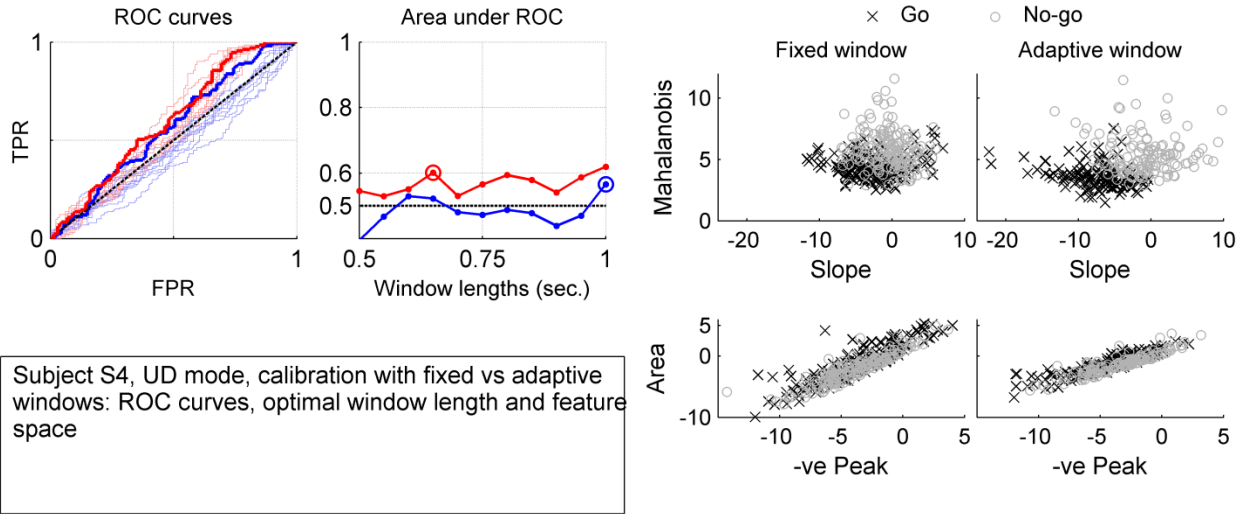 ROC curves
1
TPR
0
0
1
FPR
Area under ROC
1
0.8
0.6
0.5
0.5
0.75
1
Window lengths (sec.)
Subject S4, UD mode, calibration with fixed vs adaptive
windows: ROC curves, optimal window length and feature
space
Go
No-go
Fixed window
Adaptive window
Mahalanobis
10
5
0
-20
-10
0
10
Slope
-20
-10
0
10
Slope
Area
5
0
-10
-10
-5
0
5
-ve Peak
-10
-5
0
5
-ve Peak